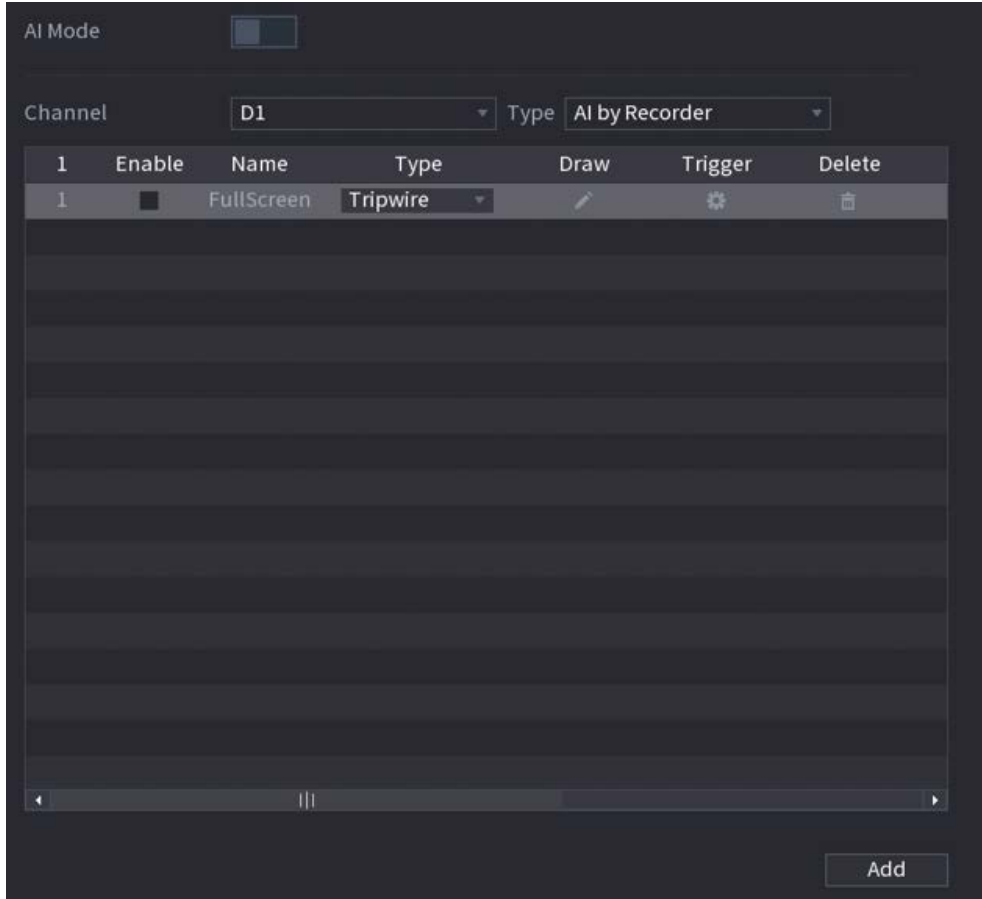 AI Mode
Channel D1 Type AI by Recorder
1 Enable Name Type Draw Trigger Delete
1 FullScreen Tripwire
Add